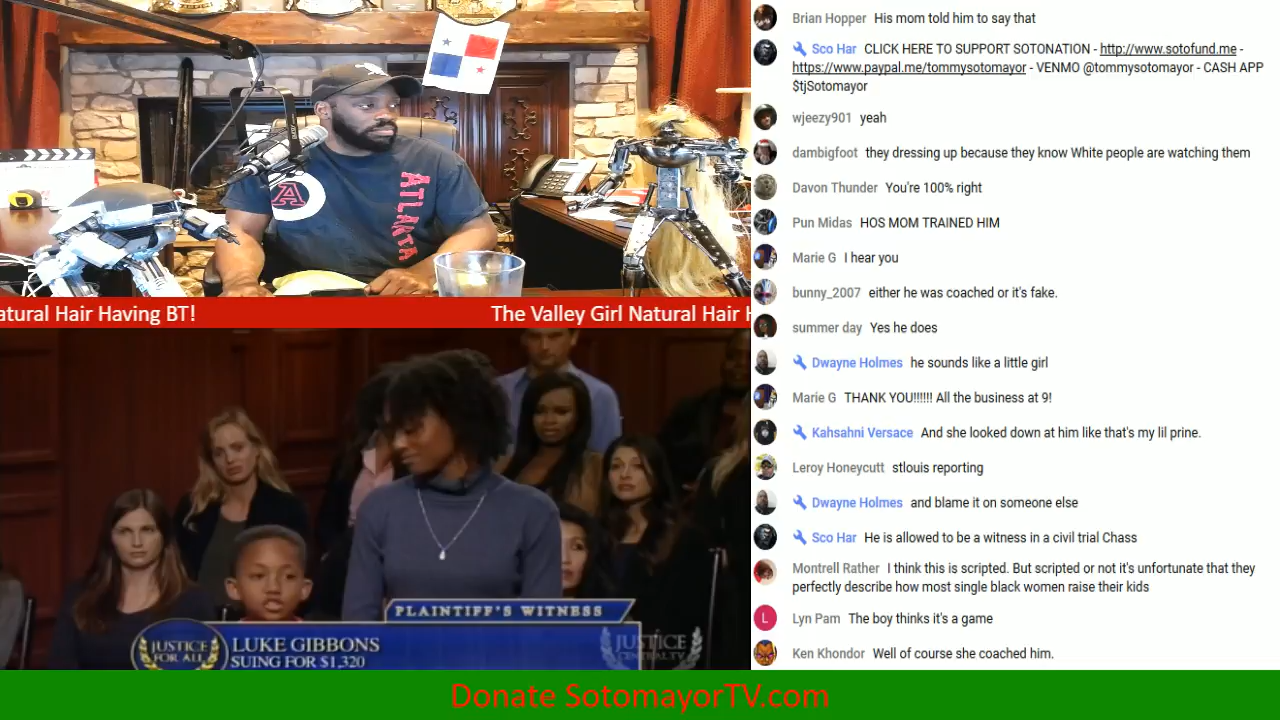 Brian Hopper His mom told him to say that
Sco Har CLICK HERE TO SUPPORT SOTONATION - http://www.sotofund.me -
https://www.paypal.me/tommysotomayor - VENMO @tommysotomayor - CASH APP
$tjSotomayor
wjeezy901 yeah
dambigfoot they dressing up because they know White people are watching them
Davon Thunder You're 100% right
Pun Midas HOS MOM TRAINED HIM
Marie G I hear you
bunny_2007 either he was coached or it's fake.
summer day Yes he does
Dwayne Holmes he sounds like a little girl
Marie G THANK YOU!!!!!! All the business at 9!
Kahsahni Versace And she looked down at him like that's my lil prine.
Leroy Honeycutt stlouis reporting
Dwayne Holmes and blame it on someone else
Sco Har He is allowed to be a witness in a civil trial Chass
Montrell Rather I think this is scripted. But scripted or not it's unfortunate that they
perfectly describe how most single black women raise their kids
L Lyn Pam The boy thinks it's a game
Ken Khondor Well of course she coached him.
A
ATLANTA
atural Hair Having BT! The Valley Girl Natural Hair H
PLAINTIFF'S WITNESS
JUSTICE
FOR ALL
LUKE GIBBONS
SUING FOR $1,320
JUSTICE
CENTRAL.TV
Donate SotomayorTV.com